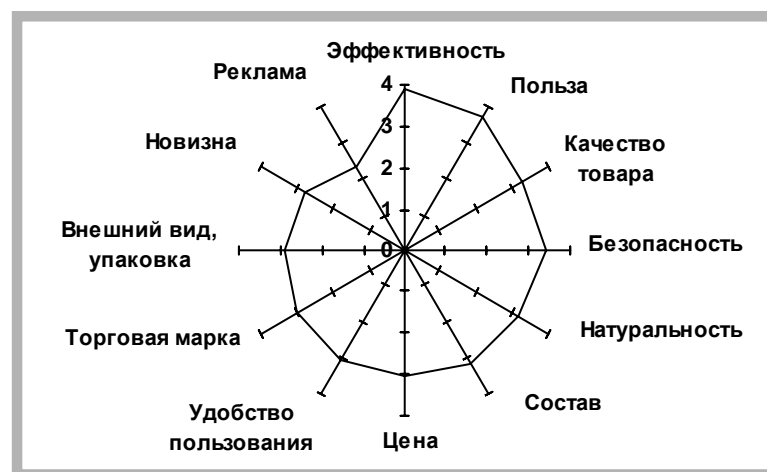 Эффективность
Реклама
Польза
Новизна
Качество
товара
Внешний вид,
упаковка
Безопасность
Торговая марка
Натуральность
Удобство
пользования
Состав
Цена
4
3
2
1
0